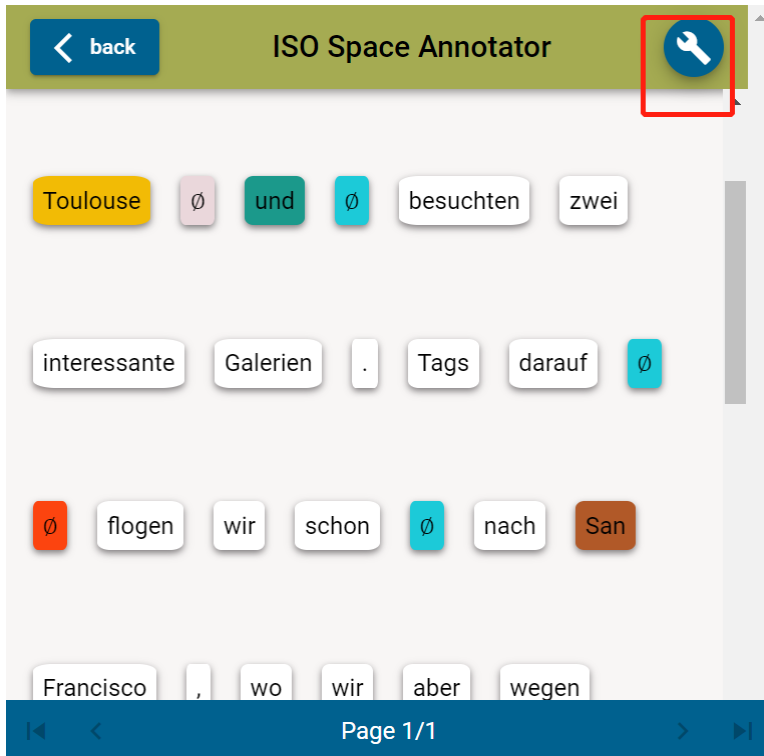 back ISO Space Annotator
Toulouse Ø und Ø besuchten zwei
interessante Galerien . Tags darauf Ø
Ø flogen wir schon Ø nach San
Francisco , wo wir aber wegen
Page 1/1